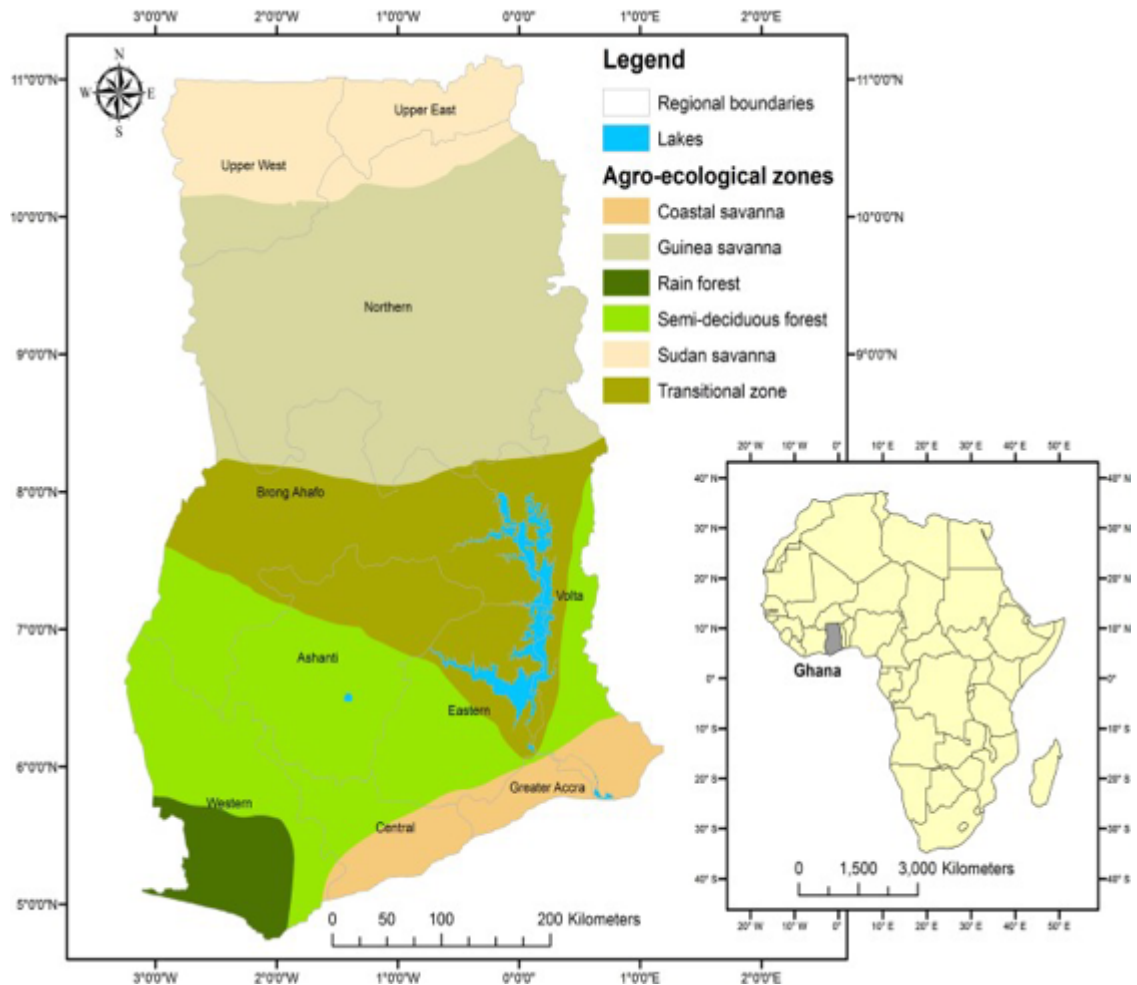 3°0'0"W 2°0'0"W 1°0'0"W 0°0'0" 1°0'0"E 2°0'0"E
11°0'0"N
10°0'0"N
9°0'0"N
8°0'0"N
7°0'0"N
6°0'0"N
5°0'0"N
N
W E
S
Upper East
Upper West
Northern
Brong Ahafo
Volta
Ashanti
Eastern
Greater Accra
Western
Central
0 50 100 200 Kilometers
Legend
Regional boundaries
Lakes
Agro-ecological zones
Coastal savanna
Guinea savanna
Rain forest
Semi-deciduous forest
Sudan savanna
Transitional zone
11°0'0"N
10°0'0"N
9°0'0"N
3°0'0"W 2°0'0"W 1°0'0"W 0°0'0" 1°0'0"E 2°0'0"E
20° W 10° W 0° 10° E 20° E 30° E 40° E 50° E
40° N
30° N
20° N
10° N
0°
10° S
20° S
30° S
40° S
Ghana
0 1,500 3,000 Kilometers
40° N
30° N
20° N
10° N
0°
10° S
20° S
30° S
40° S
20° W 10° W 0° 10° E 20° E 30° E 40° E 50° E